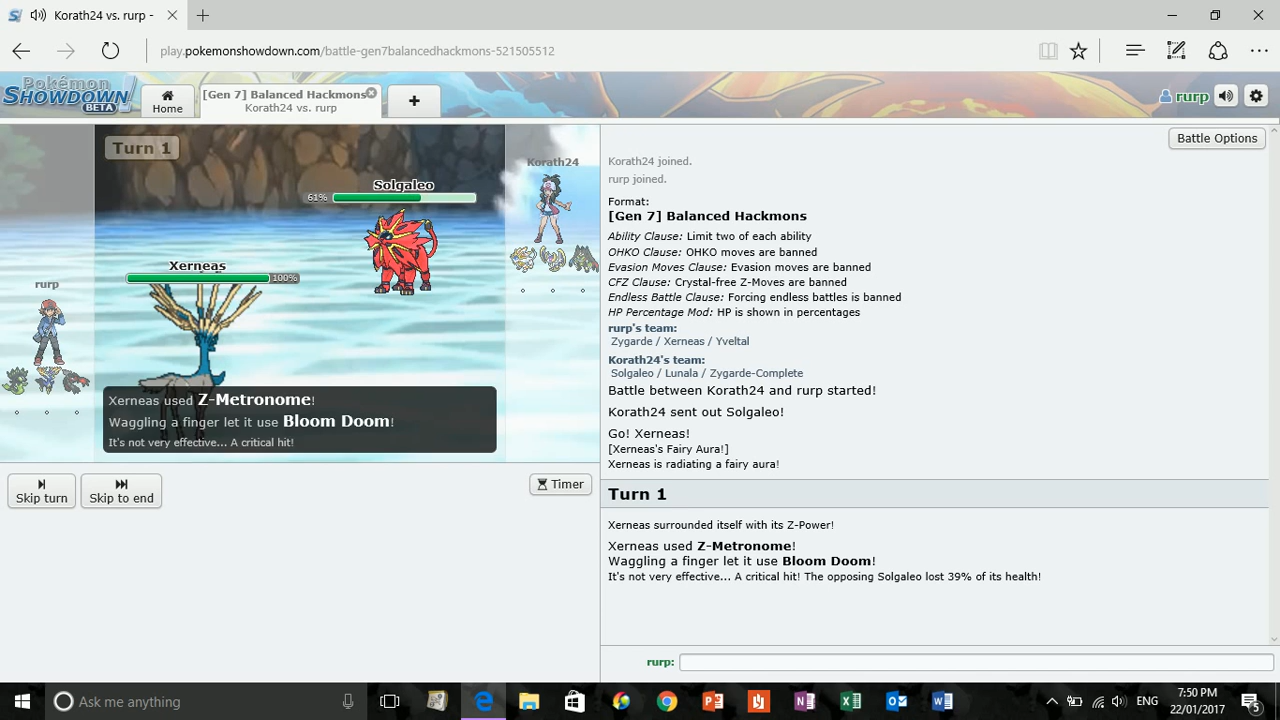 Korath24 vs. rurp -
play.pokemonshowdown.com/battle-gen7balancedhackmons-521505512
Pokémon
SHOWDOWN
BETA
Home
[Gen 7] Balanced Hackmons
Korath24 vs. rurp
rurp
Turn 1
Korath24
Solgaleo
61%
Xerneas
100%
rurp
Xerneas used Z-Metronome!
Waggling a finger let it use Bloom Doom!
It's not very effective... A critical hit!
Skip turn
Skip to end
Timer
Battle Options
Korath24 joined.
rurp joined.
Format:
[Gen 7] Balanced Hackmons
Ability Clause: Limit two of each ability
OHKO Clause: OHKO moves are banned
Evasion Moves Clause: Evasion moves are banned
CFZ Clause: Crystal-free Z-Moves are banned
Endless Battle Clause: Forcing endless battles is banned
HP Percentage Mod: HP is shown in percentages
rurp's team:
Zygarde / Xerneas / Yveltal
Korath24's team:
Solgaleo / Lunala / Zygarde-Complete
Battle between Korath24 and rurp started!
Korath24 sent out Solgaleo!
Go! Xerneas!
[Xerneas's Fairy Aura!]
Xerneas is radiating a fairy aura!
Turn 1
Xerneas surrounded itself with its Z-Power!
Xerneas used Z-Metronome!
Waggling a finger let it use Bloom Doom!
It's not very effective... A critical hit! The opposing Solgaleo lost 39% of its health!
rurp:
Ask me anything
ENG
7:50 PM
22/01/2017
5